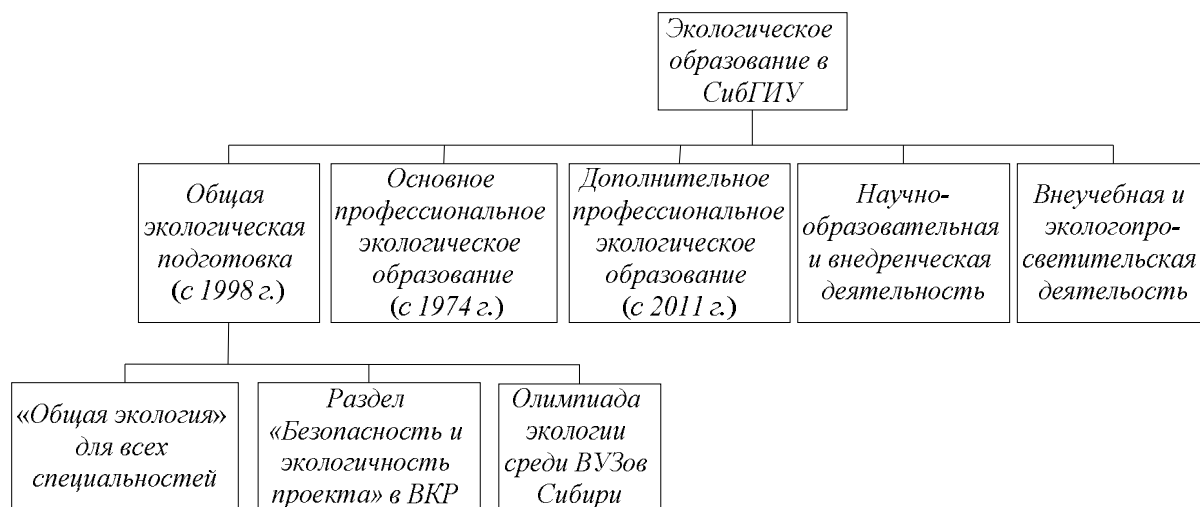 Экологическое
образование в
СибГИУ
Общая
экологическая
подготовка
(с 1998 г.)
Основное
профессиональное
экологическое
образование
(с 1974 г.)
Дополнительное
профессиональное
экологическое
образование
(с 2011 г.)
Научно-
образовательная
и внедренческая
деятельность
Внеучебная и
экологопро-
светительская
деятельость
«Общая экология»
для всех
специальностей
Раздел
«Безопасность и
экологичность
проекта» в ВКР
Олимпиада
экологии
среди ВУЗов
Сибири